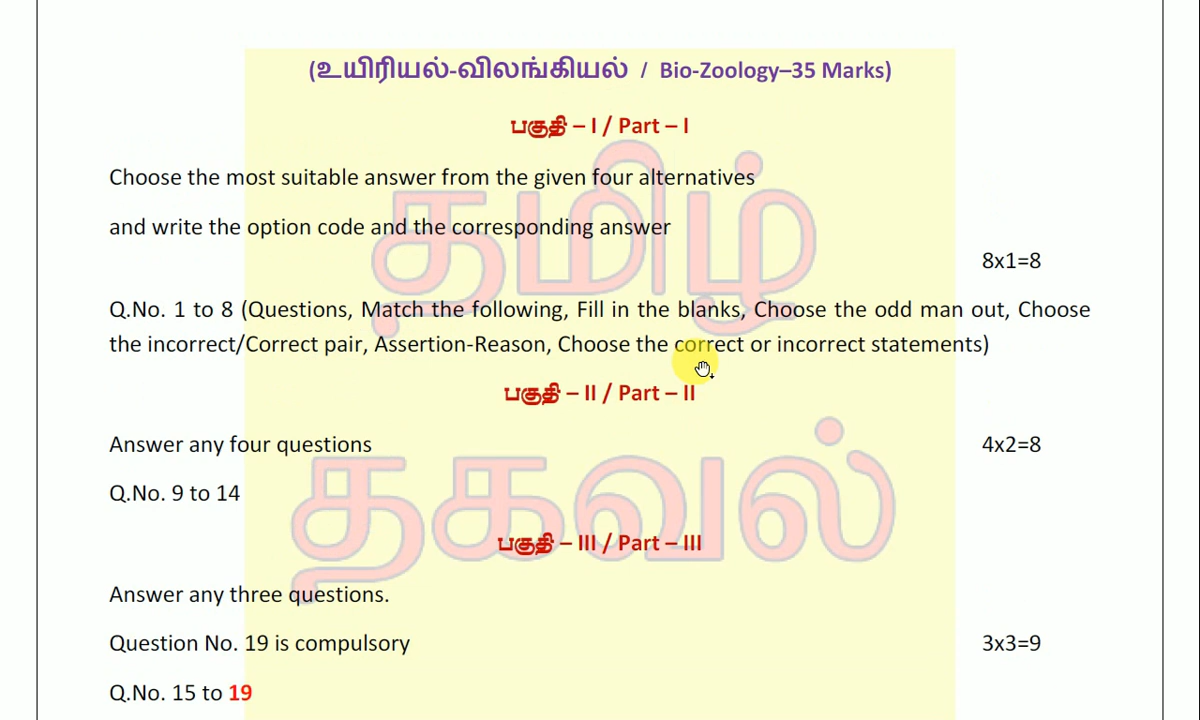 (உயிரியல்-விலங்கியல் / Bio-Zoology–35 Marks)
பகுதி – I / Part – I
Choose the most suitable answer from the given four alternatives
and write the option code and the corresponding answer
8x1=8
Q.No. 1 to 8 (Questions, Match the following, Fill in the blanks, Choose the odd man out, Choose
the incorrect/Correct pair, Assertion-Reason, Choose the correct or incorrect statements)
பகுதி – II / Part – II
Answer any four questions 4x2=8
Q.No. 9 to 14
பகுதி – III / Part – III
Answer any three questions.
Question No. 19 is compulsory 3x3=9
Q.No. 15 to 19
தமிழ்
தகவல்